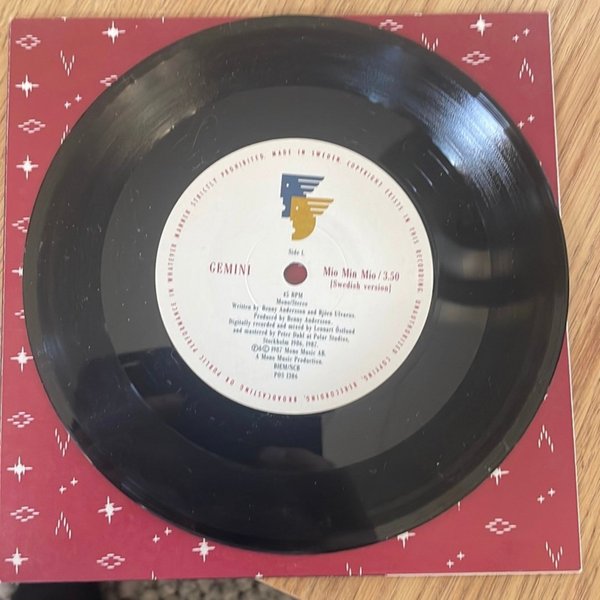 MADE IN SWEDEN. COPYRIGHT EXISTS IN THIS RECORDING. UNAUTHORIZED COPYING, RERECORDING, BROADCASTING OR PUBLIC PERFORMANCE IN WHATEVER MANNER STRICTLY PROHIBITED.
Side 1.
GEMINI
Mio Min Mio / 3.50
[Swedish version]
45 RPM
Mono/Stereo
Written by Benny Andersson and Björn Ulvaeus.
Produced by Benny Andersson.
Digitally recorded and mixed by Lennart Östlund
and mastered by Peter Dahl at Polar Studios,
Stockholm 1986, 1987.
℗ & © 1987 Mono Music AB.
A Mono Music Production.
BIEM/NCB
POS 1386